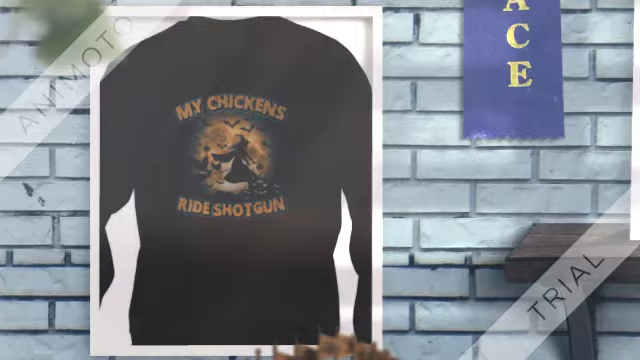 ACE
MY CHICKENS
RIDE SHOTGUN
ANIMOTO
TRIAL